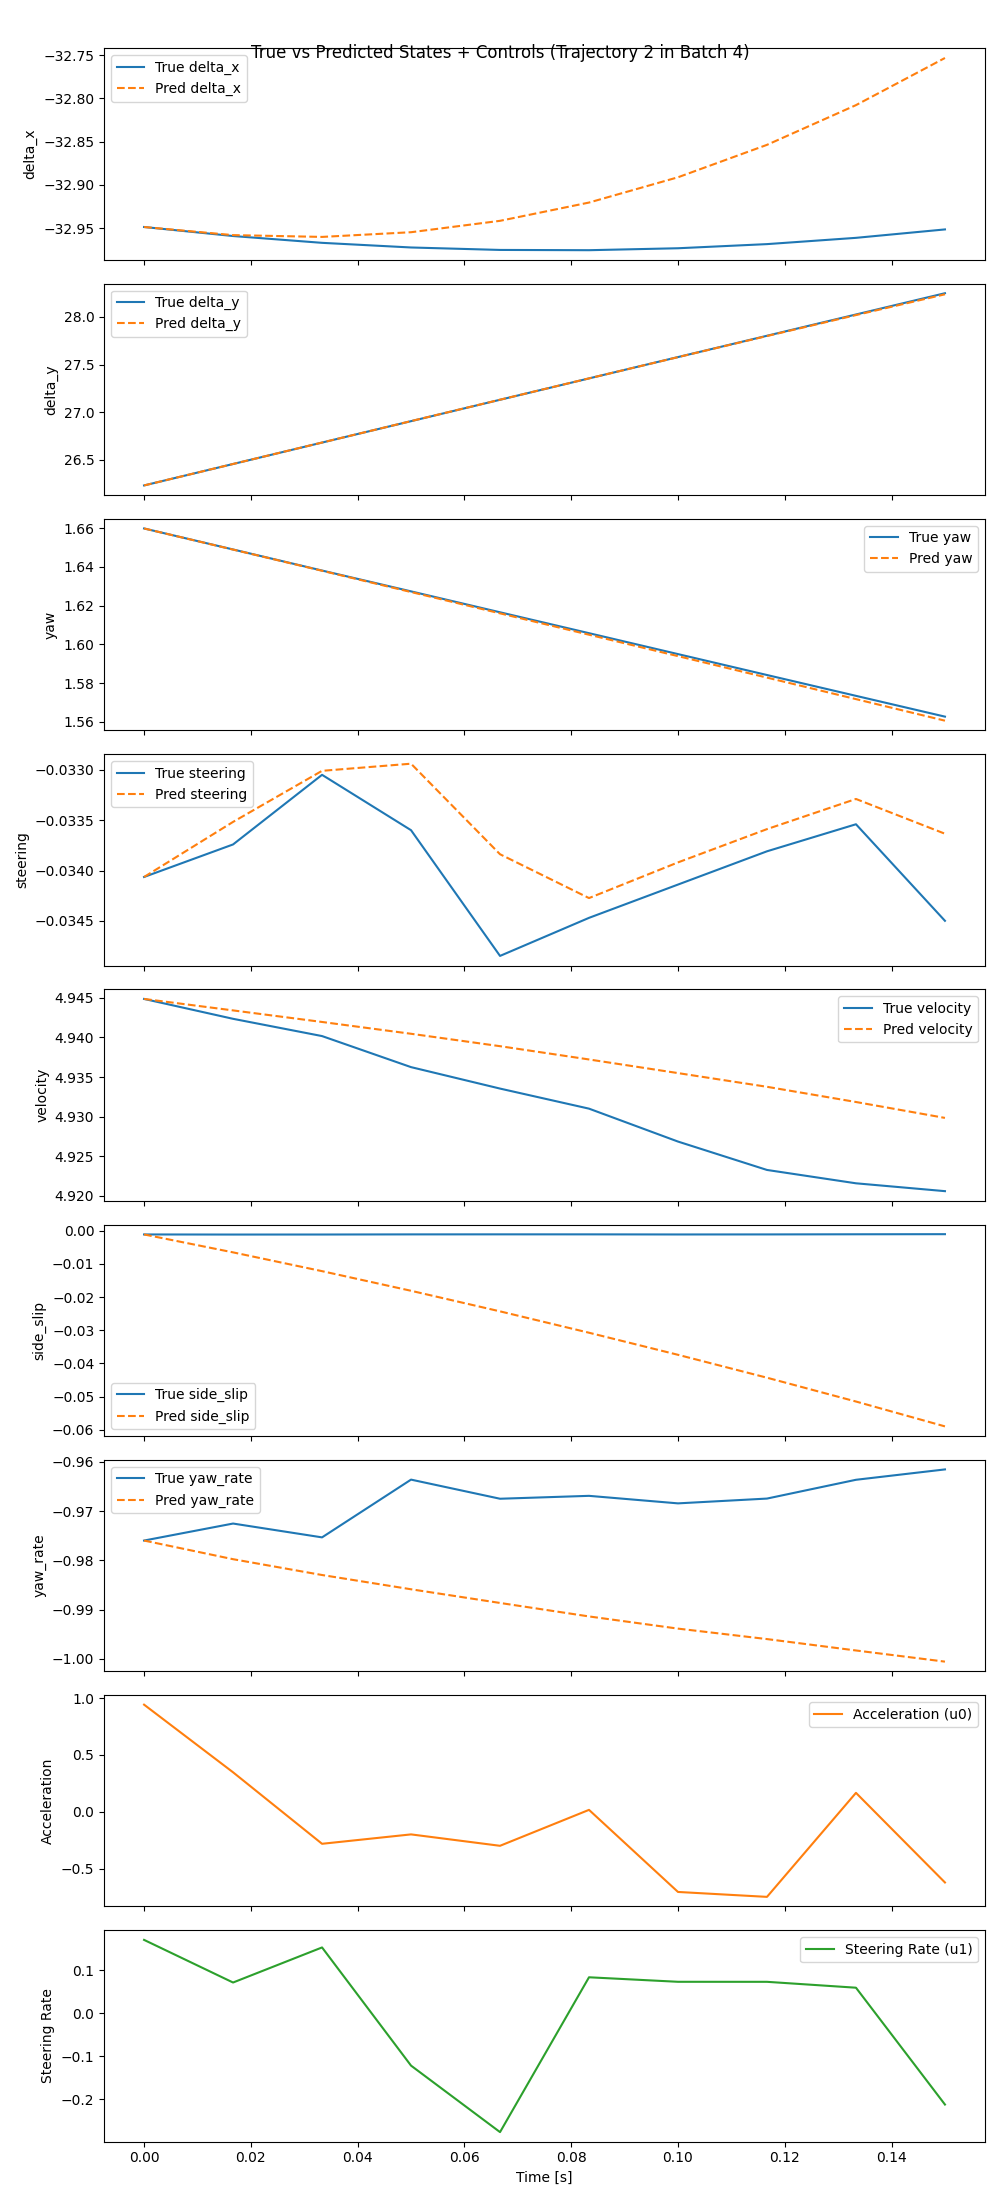 True vs Predicted States + Controls (Trajectory 2 in Batch 4)
−32.75
−32.80
−32.85
−32.90
−32.95
delta_x
True delta_x
Pred delta_x
28.0
27.5
27.0
26.5
delta_y
True delta_y
Pred delta_y
1.66
1.64
1.62
1.60
1.58
1.56
yaw
True yaw
Pred yaw
−0.0330
−0.0335
−0.0340
−0.0345
steering
True steering
Pred steering
4.945
4.940
4.935
4.930
4.925
4.920
velocity
True velocity
Pred velocity
0.00
−0.01
−0.02
−0.03
−0.04
−0.05
−0.06
side_slip
True side_slip
Pred side_slip
−0.96
−0.97
−0.98
−0.99
−1.00
yaw_rate
True yaw_rate
Pred yaw_rate
1.0
0.5
0.0
−0.5
Acceleration
Acceleration (u0)
0.1
0.0
−0.1
−0.2
Steering Rate
Steering Rate (u1)
0.00 0.02 0.04 0.06 0.08 0.10 0.12 0.14
Time [s]